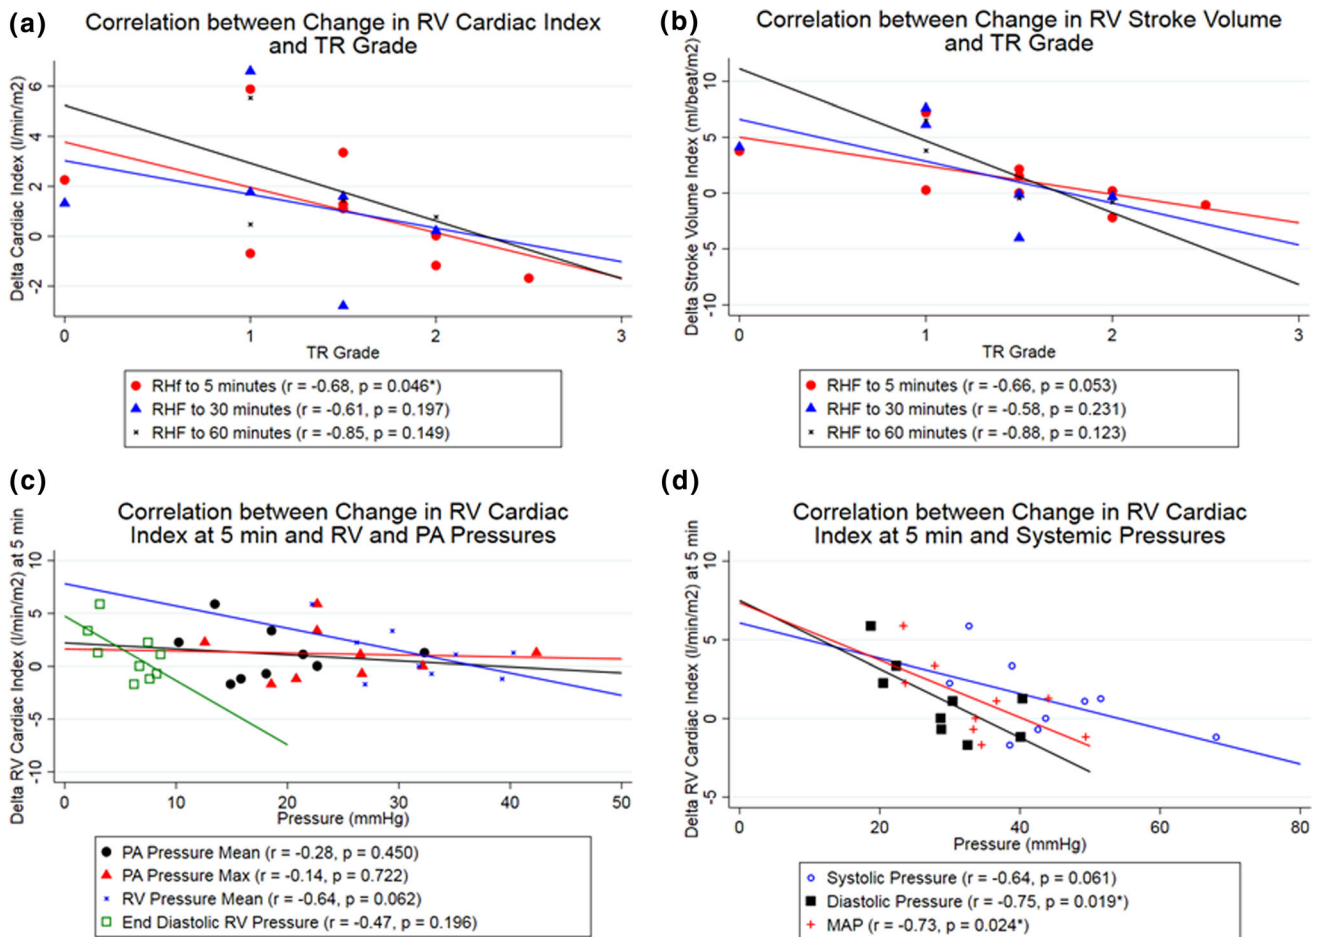 (a)
Correlation between Change in RV Cardiac Index
and TR Grade
Delta Cardiac Index (l/min/m2)
6
4
2
0
-2
0 1 2 3
TR Grade
RHf to 5 minutes (r = -0.68, p = 0.046*)
RHF to 30 minutes (r = -0.61, p = 0.197)
RHF to 60 minutes (r = -0.85, p = 0.149)
(b)
Correlation between Change in RV Stroke Volume
and TR Grade
Delta Stroke Volume Index (ml/beat/m2)
10
5
0
-5
-10
0 1 2 3
TR Grade
RHF to 5 minutes (r = -0.66, p = 0.053)
RHF to 30 minutes (r = -0.58, p = 0.231)
RHF to 60 minutes (r = -0.88, p = 0.123)
(c)
Correlation between Change in RV Cardiac
Index at 5 min and RV and PA Pressures
Delta RV Cardiac Index (l/min/m2) at 5 min
10
5
0
-5
-10
0 10 20 30 40 50
Pressure (mmHg)
PA Pressure Mean (r = -0.28, p = 0.450)
PA Pressure Max (r = -0.14, p = 0.722)
RV Pressure Mean (r = -0.64, p = 0.062)
End Diastolic RV Pressure (r = -0.47, p = 0.196)
(d)
Correlation between Change in RV Cardiac
Index at 5 min and Systemic Pressures
Delta RV Cardiac Index (l/min/m2) at 5 min
10
5
0
-5
0 20 40 60 80
Pressure (mmHg)
Systolic Pressure (r = -0.64, p = 0.061)
Diastolic Pressure (r = -0.75, p = 0.019*)
MAP (r = -0.73, p = 0.024*)